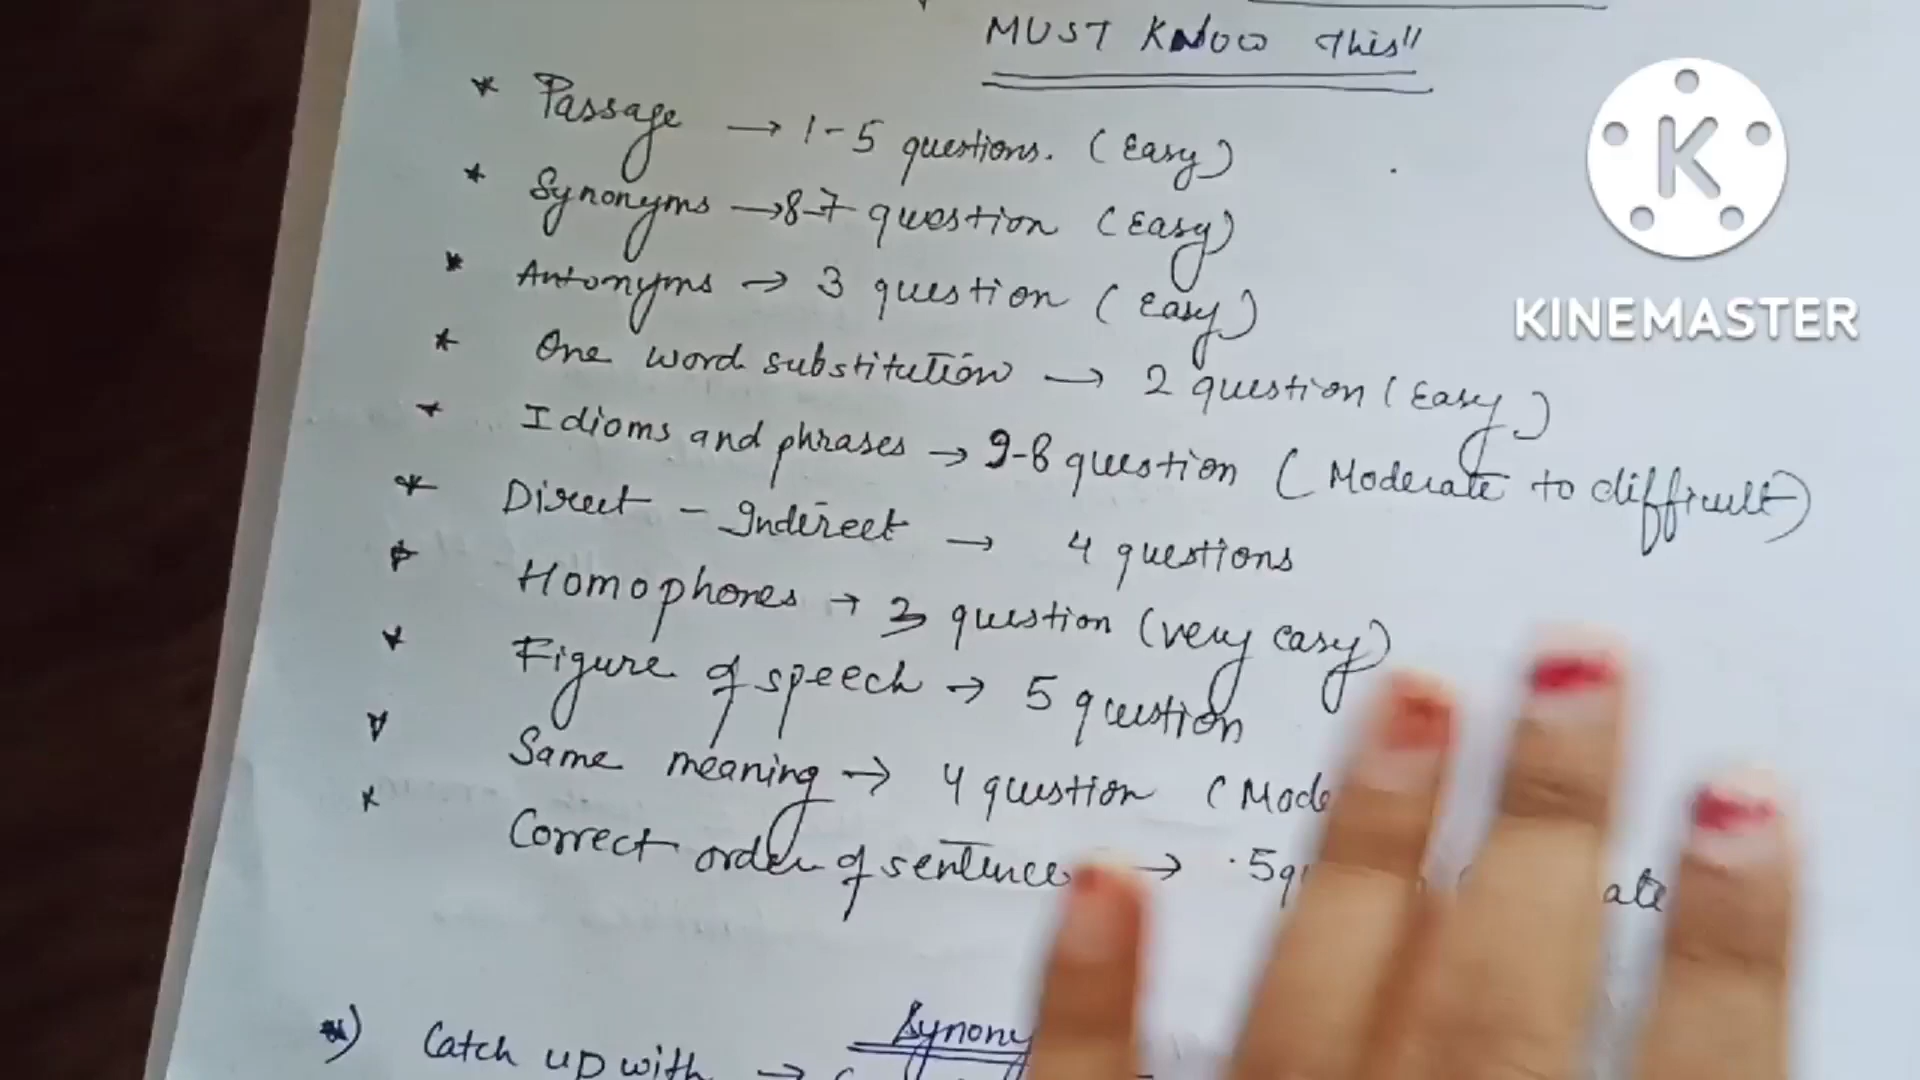 MUST KNOW This!!
* Passage → 1-5 questions. (Easy)
* Synonyms → 8-7 question (Easy)
* Antonyms → 3 question (Easy)
* One word substitution → 2 question (Easy)
* Idioms and phrases → 9-8 question (Moderate to difficult)
* Direct - Indirect → 4 questions
* Homophones → 3 question (very easy)
* Figure of speech → 5 question
* Same meaning → 4 question
* Correct order of sentence → 5
Catch up with →
K
KINEMASTER